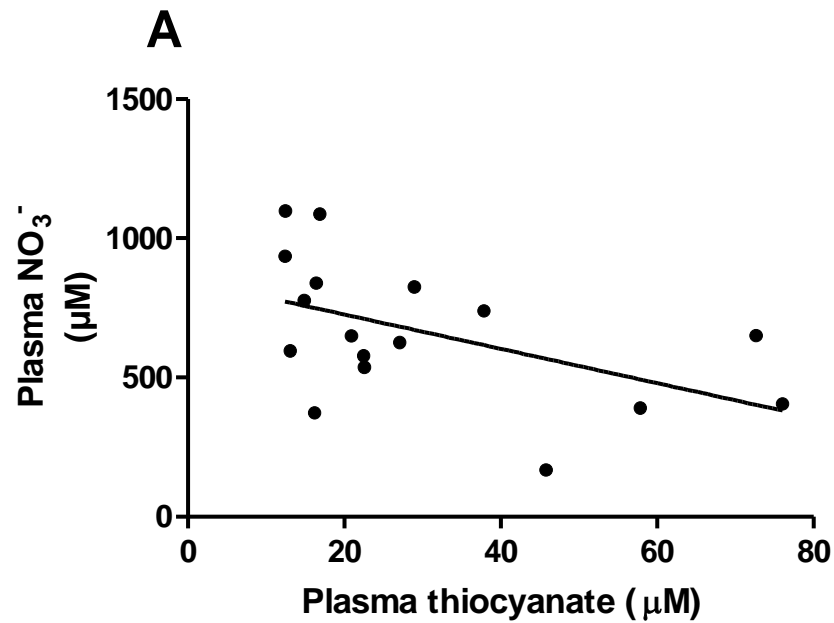 A
1500
1000
500
0
Plasma NO₃⁻
(μM)
0 20 40 60 80
Plasma thiocyanate (μM)